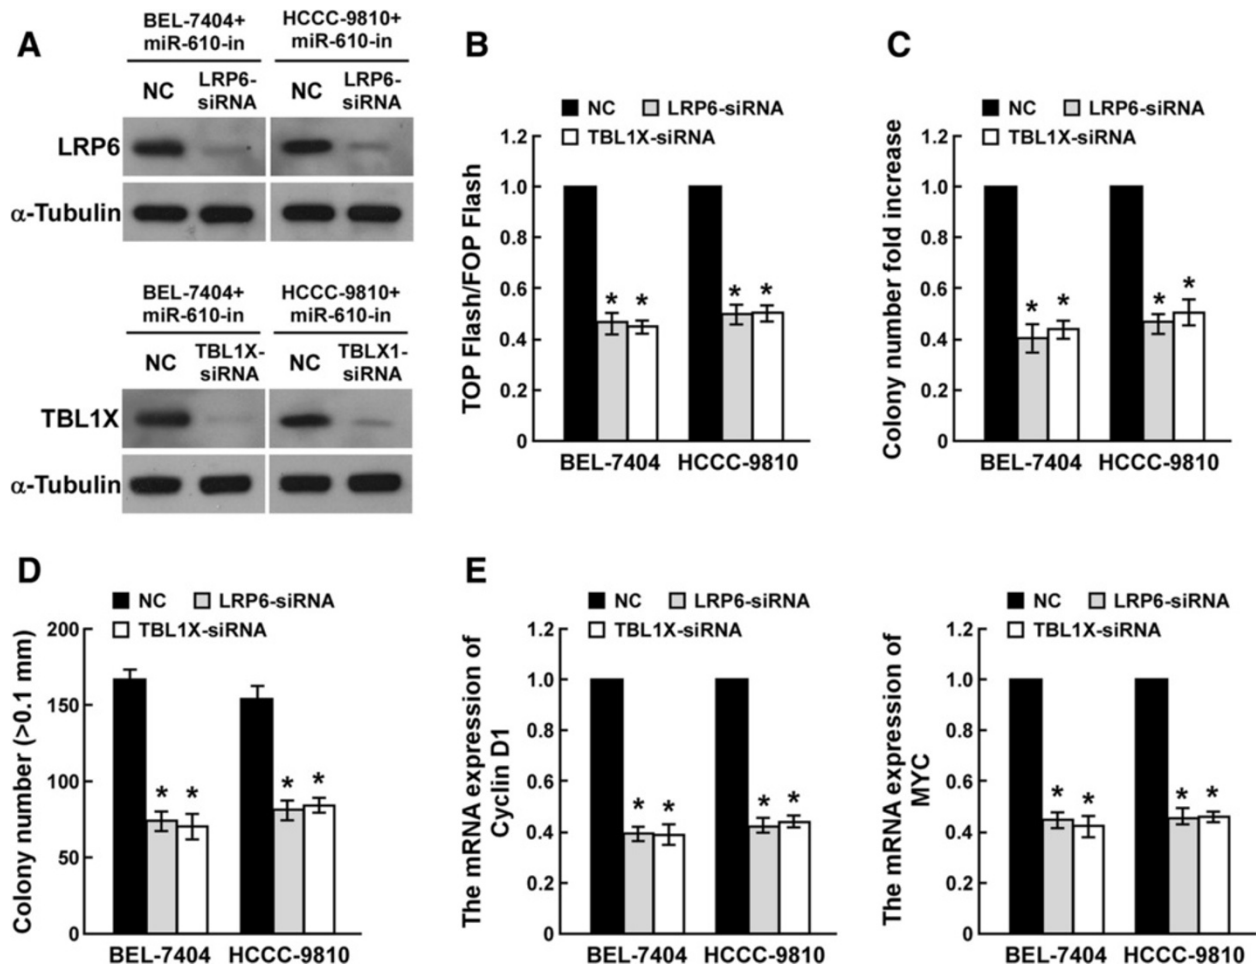 A
BEL-7404+
miR-610-in
HCCC-9810+
miR-610-in
NC
LRP6-
siRNA
NC
LRP6-
siRNA
LRP6
α-Tubulin
BEL-7404+
miR-610-in
HCCC-9810+
miR-610-in
NC
TBL1X-
siRNA
NC
TBLX1-
siRNA
TBL1X
α-Tubulin
B
NC LRP6-siRNA
TBL1X-siRNA
TOP Flash/FOP Flash
1.2
1.0
0.8
0.6
0.4
0.2
0
* * * *
BEL-7404 HCCC-9810
C
NC LRP6-siRNA
TBL1X-siRNA
Colony number fold increase
1.2
1.0
0.8
0.6
0.4
0.2
0
* * * *
BEL-7404 HCCC-9810
D
NC LRP6-siRNA
TBL1X-siRNA
Colony number (>0.1 mm)
200
150
100
50
0
* * * *
BEL-7404 HCCC-9810
E
NC LRP6-siRNA
TBL1X-siRNA
The mRNA expression of
Cyclin D1
1.2
1.0
0.8
0.6
0.4
0.2
0
* * * *
BEL-7404 HCCC-9810
NC LRP6-siRNA
TBL1X-siRNA
The mRNA expression of
MYC
1.2
1.0
0.8
0.6
0.4
0.2
0
* * * *
BEL-7404 HCCC-9810